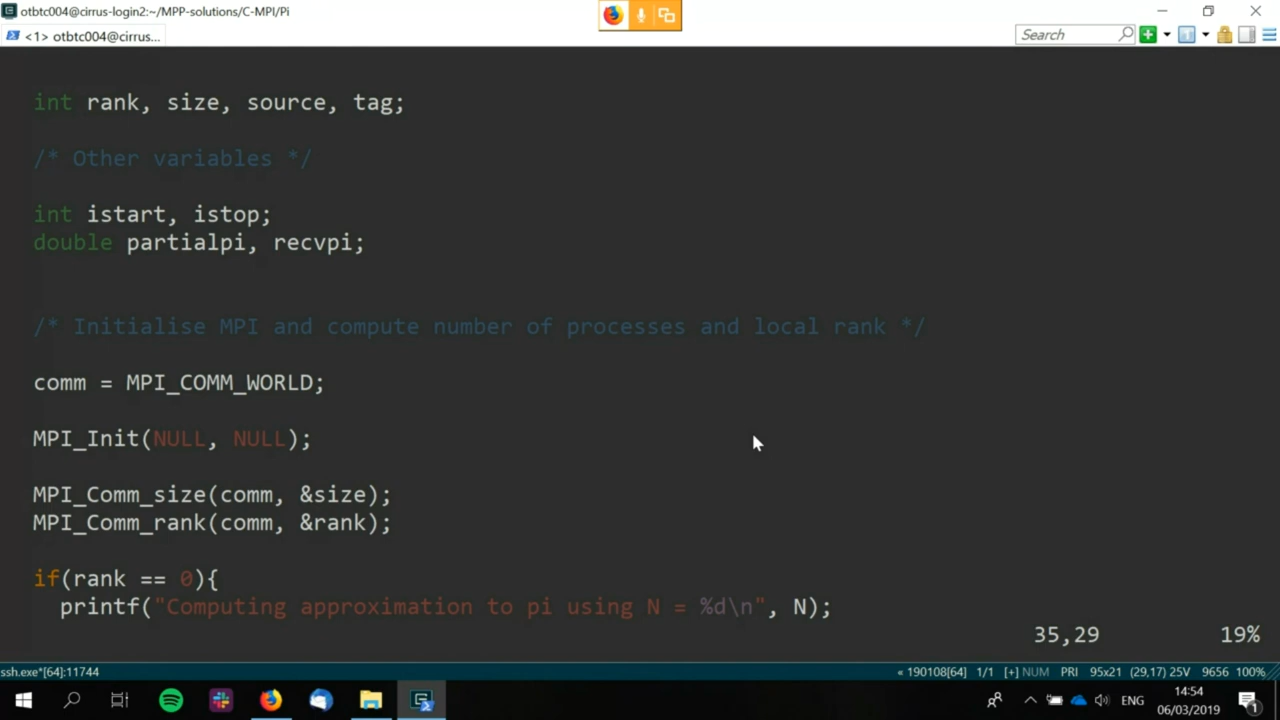 otbtc004@cirrus-login2:~/MPP-solutions/C-MPI/Pi
<1> otbtc004@cirrus...
Search
int rank, size, source, tag;
/* Other variables */
int istart, istop;
double partialpi, recvpi;
/* Initialise MPI and compute number of processes and local rank */
comm = MPI_COMM_WORLD;
MPI_Init(NULL, NULL);
MPI_Comm_size(comm, &size);
MPI_Comm_rank(comm, &rank);
if(rank == 0){
printf("Computing approximation to pi using N = %d\n", N);
35,29 19%
ssh.exe*[64]:11744 « 190108[64] 1/1 [+] NUM PRI 95x21 (29,17) 25V 9656 100%
ENG
14:54
06/03/2019
1